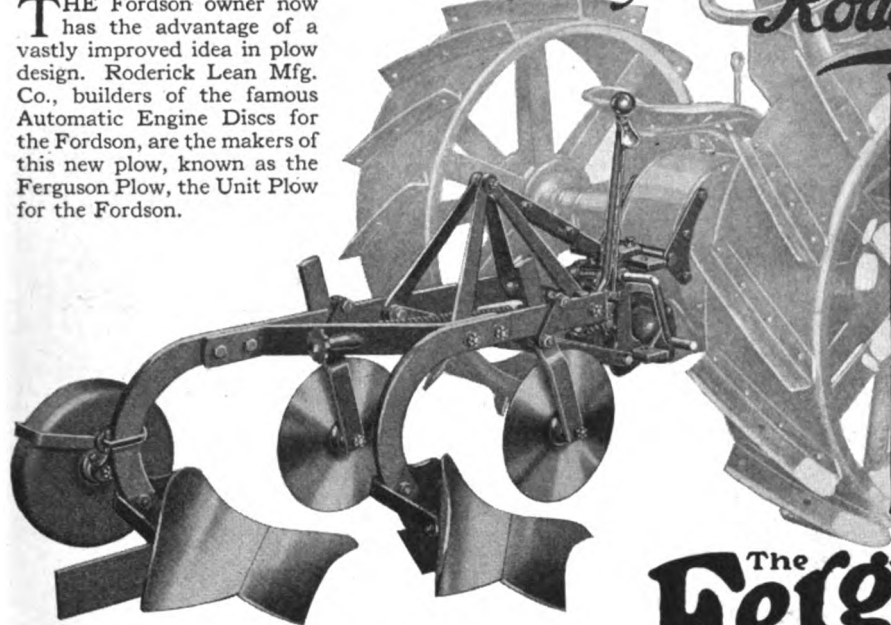 THE Fordson owner now
has the advantage of a
vastly improved idea in plow
design. Roderick Lean Mfg.
Co., builders of the famous
Automatic Engine Discs for
the Fordson, are the makers of
this new plow, known as the
Ferguson Plow, the Unit Plow
for the Fordson.
The